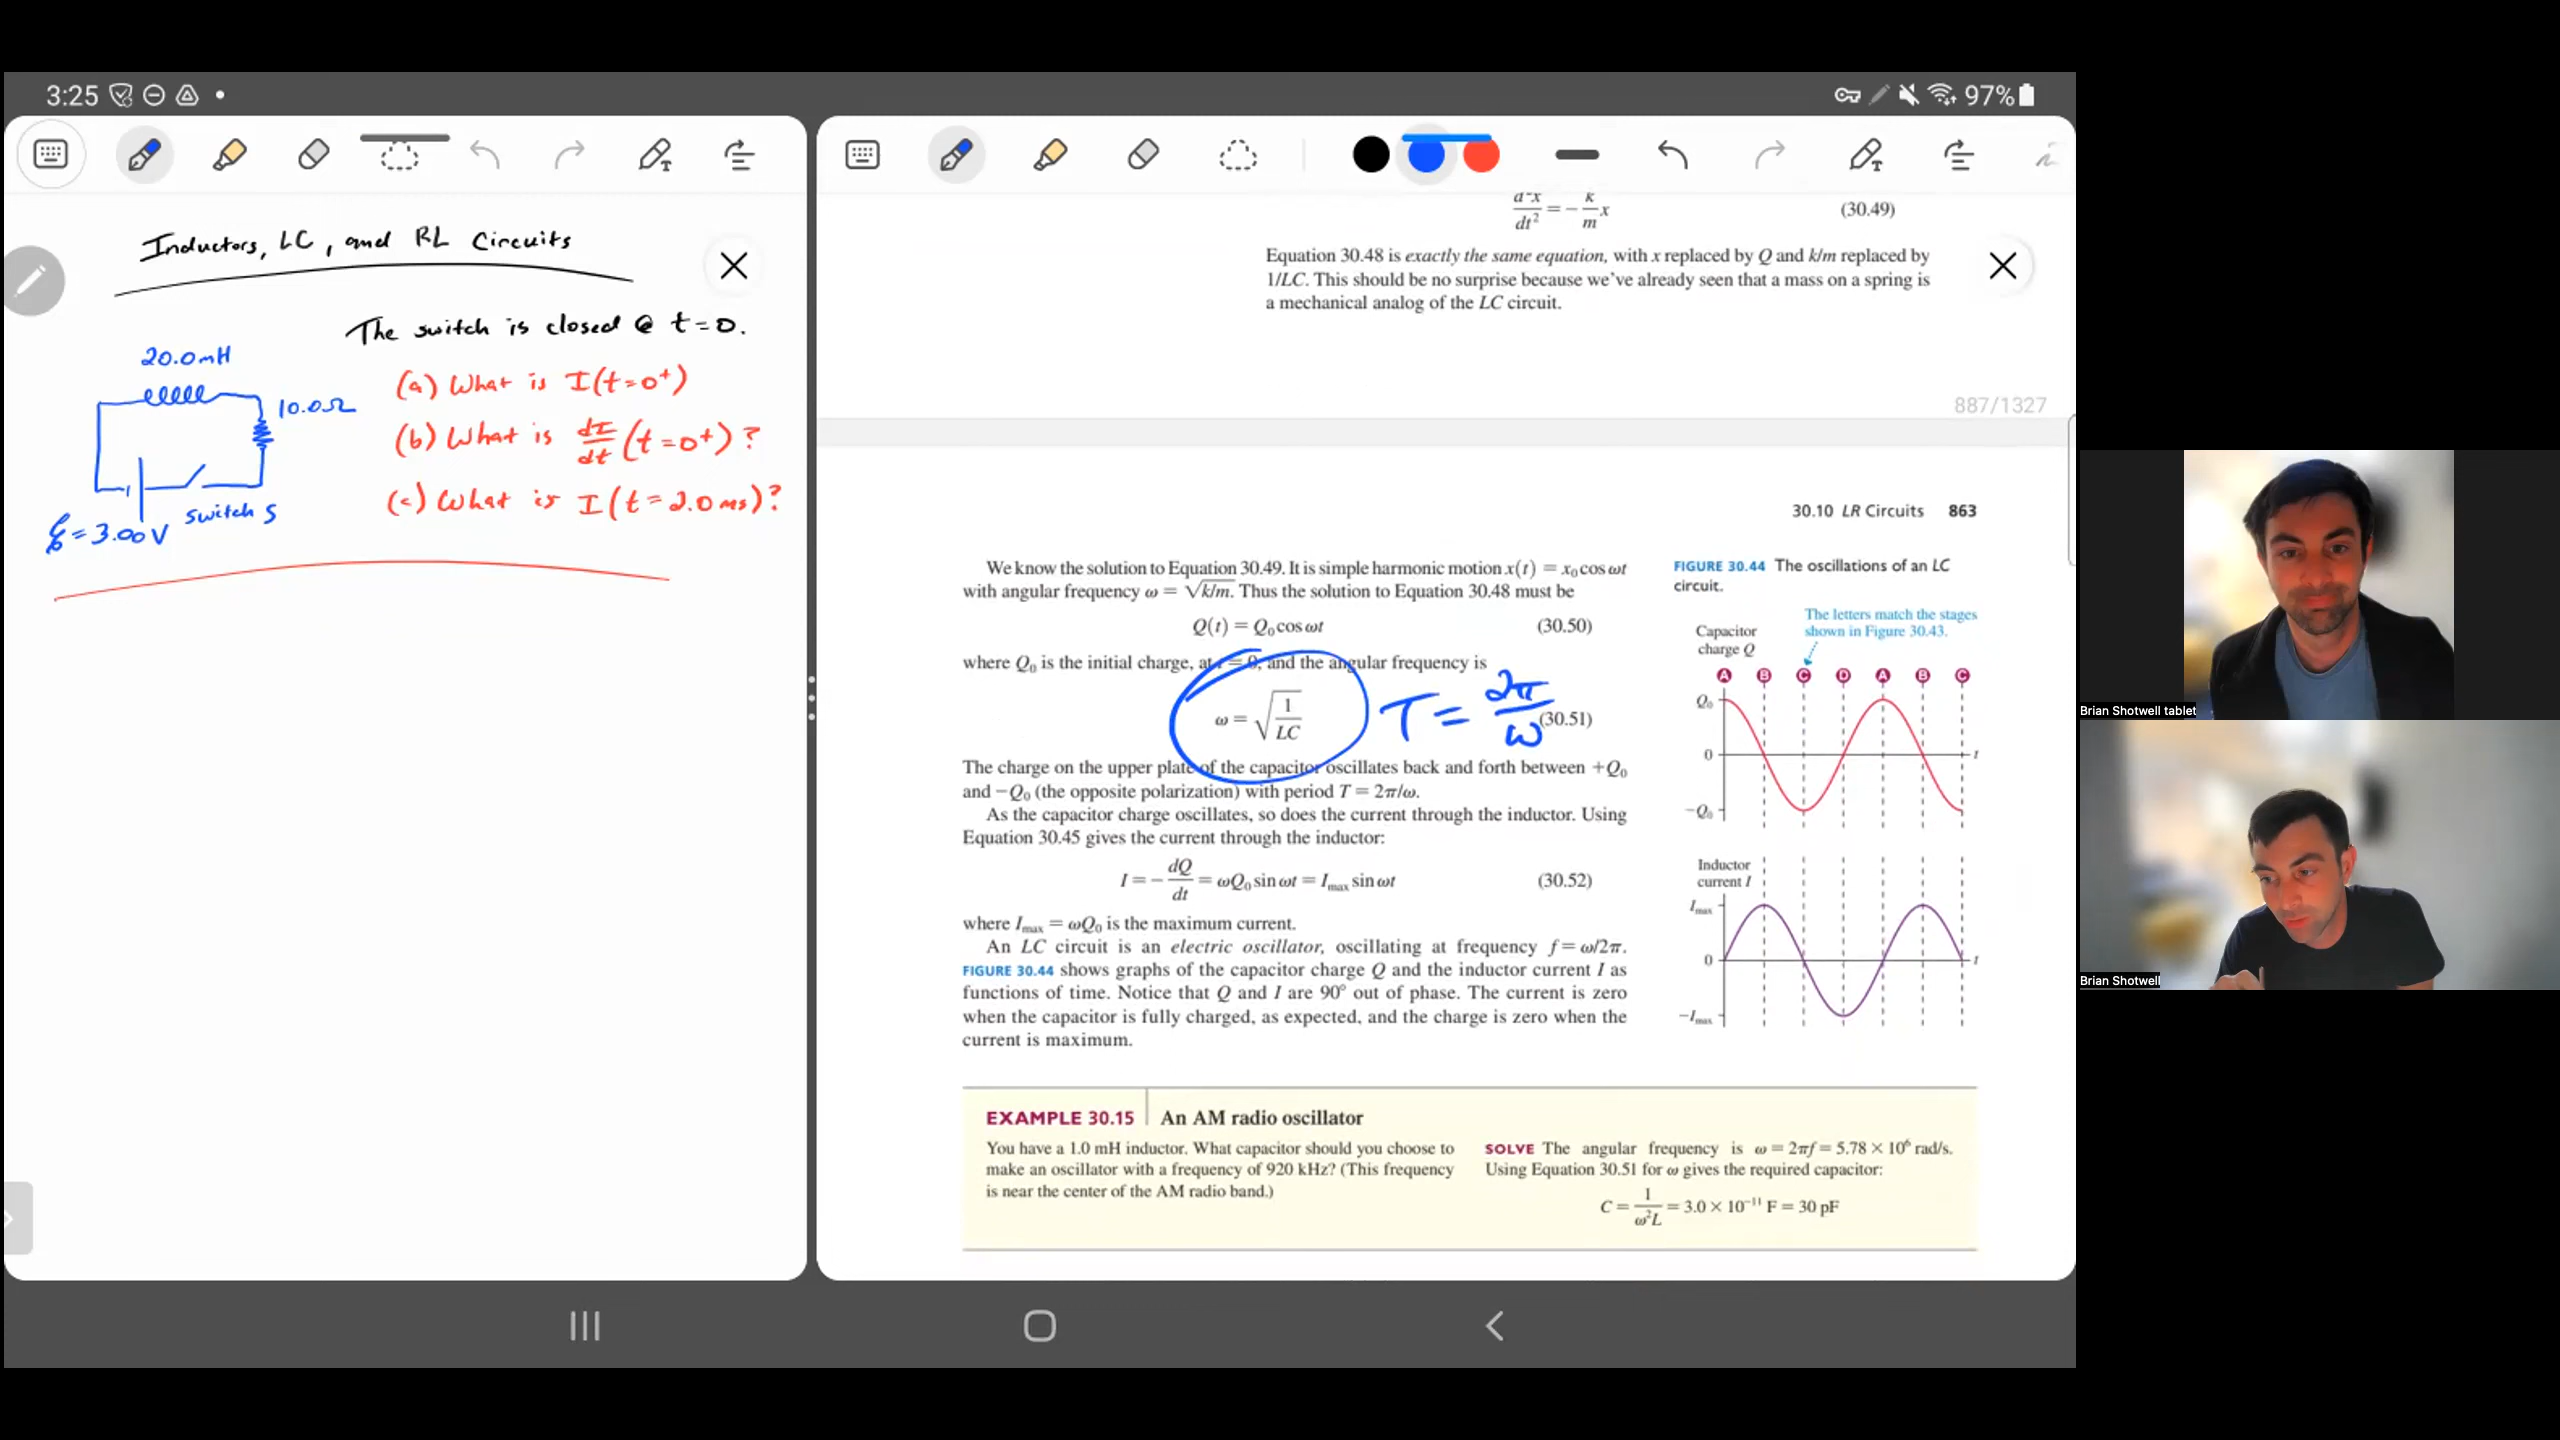 3:25
97%
Inductors, LC, and RL Circuits
The switch is closed @ t=0.
20.0mH
10.0Ω
(a) What is I(t=0⁺)
(b) What is dI/dt (t=0⁺)?
(c) What is I(t=2.0ms)?
Switch S
ℰ=3.00V
d²x/dt² = −k/m x (30.49)
Equation 30.48 is exactly the same equation, with x replaced by Q and k/m replaced by
1/LC. This should be no surprise because we've already seen that a mass on a spring is
a mechanical analog of the LC circuit.
887/1327
30.10 LR Circuits 863
We know the solution to Equation 30.49. It is simple harmonic motion x(t) = x₀ cos ωt
with angular frequency ω = √k/m. Thus the solution to Equation 30.48 must be
Q(t) = Q₀ cos ωt (30.50)
where Q₀ is the initial charge, at t = 0, and the angular frequency is
ω = √1/LC (30.51)
T = 2π/ω
The charge on the upper plate of the capacitor oscillates back and forth between +Q₀
and −Q₀ (the opposite polarization) with period T = 2π/ω.
As the capacitor charge oscillates, so does the current through the inductor. Using
Equation 30.45 gives the current through the inductor:
I = − dQ/dt = ωQ₀ sin ωt = Imax sin ωt (30.52)
where Imax = ωQ₀ is the maximum current.
An LC circuit is an electric oscillator, oscillating at frequency f = ω/2π.
FIGURE 30.44 shows graphs of the capacitor charge Q and the inductor current I as
functions of time. Notice that Q and I are 90° out of phase. The current is zero
when the capacitor is fully charged, as expected, and the charge is zero when the
current is maximum.
FIGURE 30.44 The oscillations of an LC
circuit.
The letters match the stages
shown in Figure 30.43.
Capacitor
charge Q
A B C D A B C
Q₀
0
t
−Q₀
Inductor
current I
Imax
0
t
−Imax
EXAMPLE 30.15 An AM radio oscillator
You have a 1.0 mH inductor. What capacitor should you choose to
make an oscillator with a frequency of 920 kHz? (This frequency
is near the center of the AM radio band.)
SOLVE The angular frequency is ω = 2πf = 5.78 × 10⁶ rad/s.
Using Equation 30.51 for ω gives the required capacitor:
C = 1/ω²L = 3.0 × 10⁻¹¹ F = 30 pF
Brian Shotwell tablet
Brian Shotwell